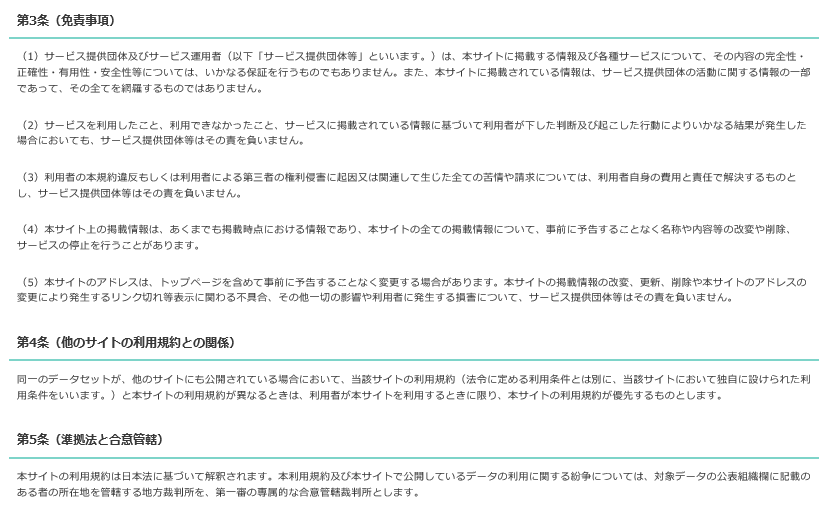 第3条（免責事項）
（1）サービス提供団体及びサービス運用者（以下「サービス提供団体等」といいます。）は、本サイトに掲載する情報及び各種サービスについて、その内容の完全性・
正確性・有用性・安全性等については、いかなる保証を行うものでもありません。また、本サイトに掲載されている情報は、サービス提供団体の活動に関する情報の一部
であって、その全てを網羅するものではありません。
（2）サービスを利用したこと、利用できなかったこと、サービスに掲載されている情報に基づいて利用者が下した判断及び起こした行動によりいかなる結果が発生した
場合においても、サービス提供団体等はその責を負いません。
（3）利用者の本規約違反もしくは利用者による第三者の権利侵害に起因又は関連して生じた全ての苦情や請求については、利用者自身の費用と責任で解決するものと
し、サービス提供団体等はその責を負いません。
（4）本サイト上の掲載情報は、あくまでも掲載時点における情報であり、本サイトの全ての掲載情報について、事前に予告することなく名称や内容等の改変や削除、
サービスの停止を行うことがあります。
（5）本サイトのアドレスは、トップページを含めて事前に予告することなく変更する場合があります。本サイトの掲載情報の改変、更新、削除や本サイトのアドレスの
変更により発生するリンク切れ等表示に関わる不具合、その他一切の影響や利用者に発生する損害について、サービス提供団体等はその責を負いません。
第4条（他のサイトの利用規約との関係）
同一のデータセットが、他のサイトにも公開されている場合において、当該サイトの利用規約（法令に定める利用条件とは別に、当該サイトにおいて独自に設けられた利
用条件をいいます。）と本サイトの利用規約が異なるときは、利用者が本サイトを利用するときに限り、本サイトの利用規約が優先するものとします。
第5条（準拠法と合意管轄）
本サイトの利用規約は日本法に基づいて解釈されます。本利用規約及び本サイトで公開しているデータの利用に関する紛争については、対象データの公表組織欄に記載の
ある者の所在地を管轄する地方裁判所を、第一審の専属的な合意管轄裁判所とします。